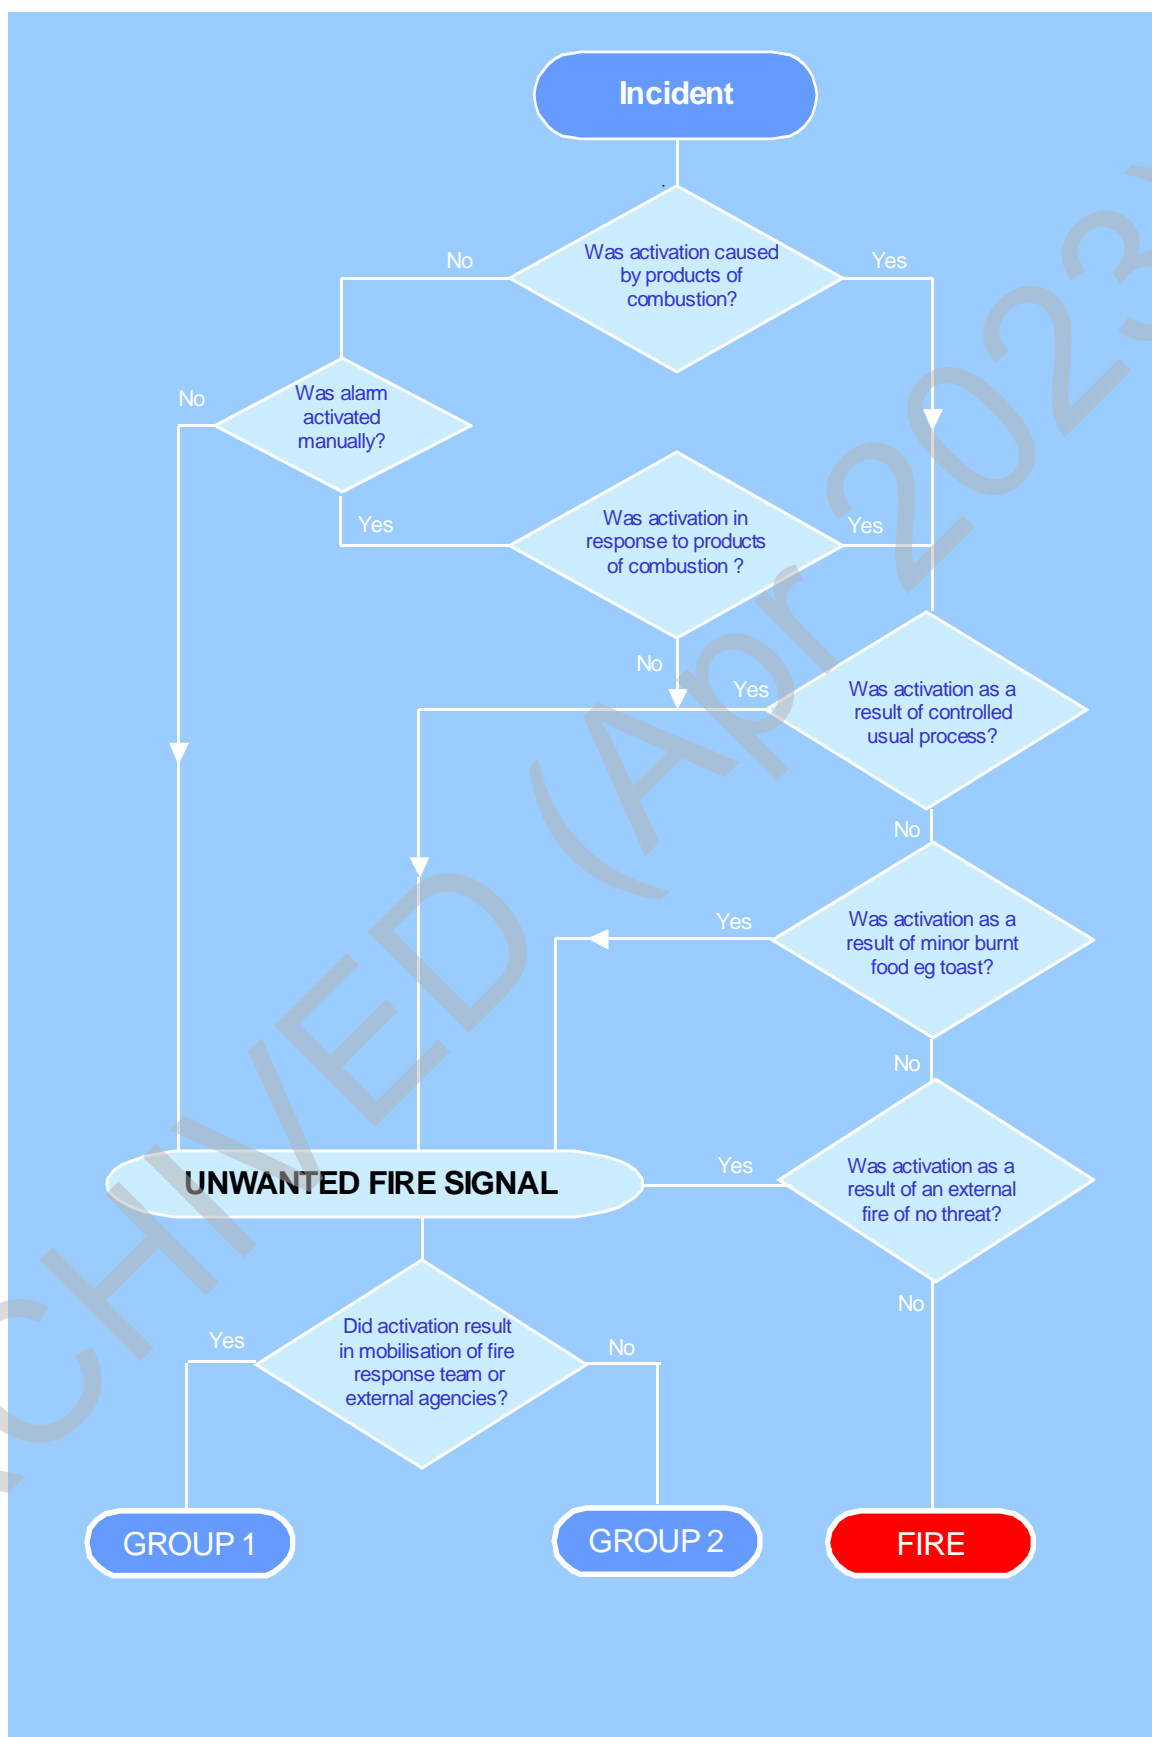 Incident
Was activation caused
by products of
combustion?
No
Yes
Was alarm
activated
manually?
No
Yes
Was activation in
response to products
of combustion ?
Yes
No
Was activation as a
result of controlled
usual process?
Yes
No
Was activation as a
result of minor burnt
food eg toast?
Yes
No
Was activation as a
result of an external
fire of no threat?
Yes
No
UNWANTED FIRE SIGNAL
Did activation result
in mobilisation of fire
response team or
external agencies?
Yes
No
GROUP 1
GROUP 2
FIRE
CHIVED (Apr 2023)